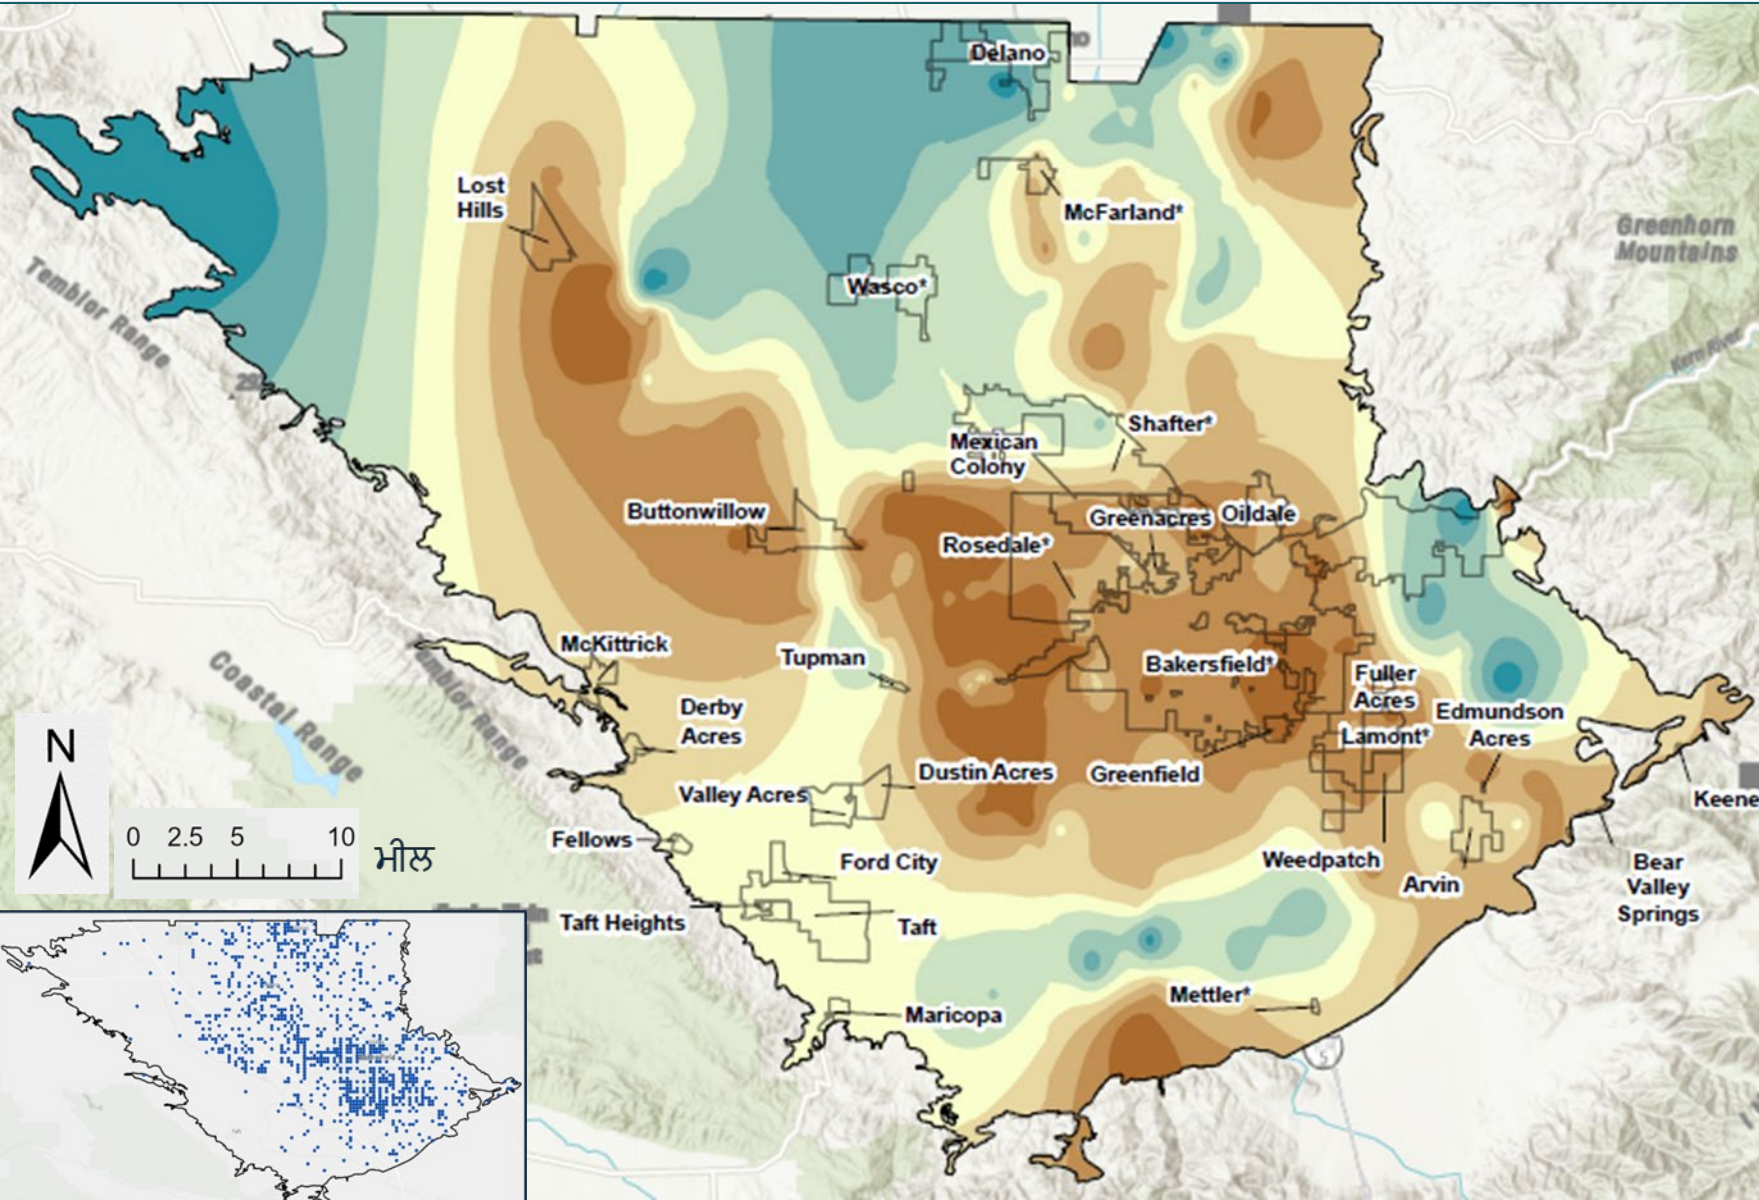 Delano
Lost
Hills
McFarland*
Greenhorn
Mountains
Temblor Range
Wasco*
Kern River
Shafter*
Mexican
Colony
Buttonwillow
Greenacres
Oildale
Rosedale*
McKittrick
Tupman
Bakersfield*
Fuller
Acres
Coastal Range
Temblor Range
Derby
Acres
Edmundson
Acres
Lamont*
N
Dustin Acres
Greenfield
Valley Acres
Keene
0 2.5 5 10 ਮੀਲ
Fellows
Ford City
Weedpatch
Arvin
Bear
Valley
Springs
Taft Heights
Taft
Mettler*
Maricopa
5